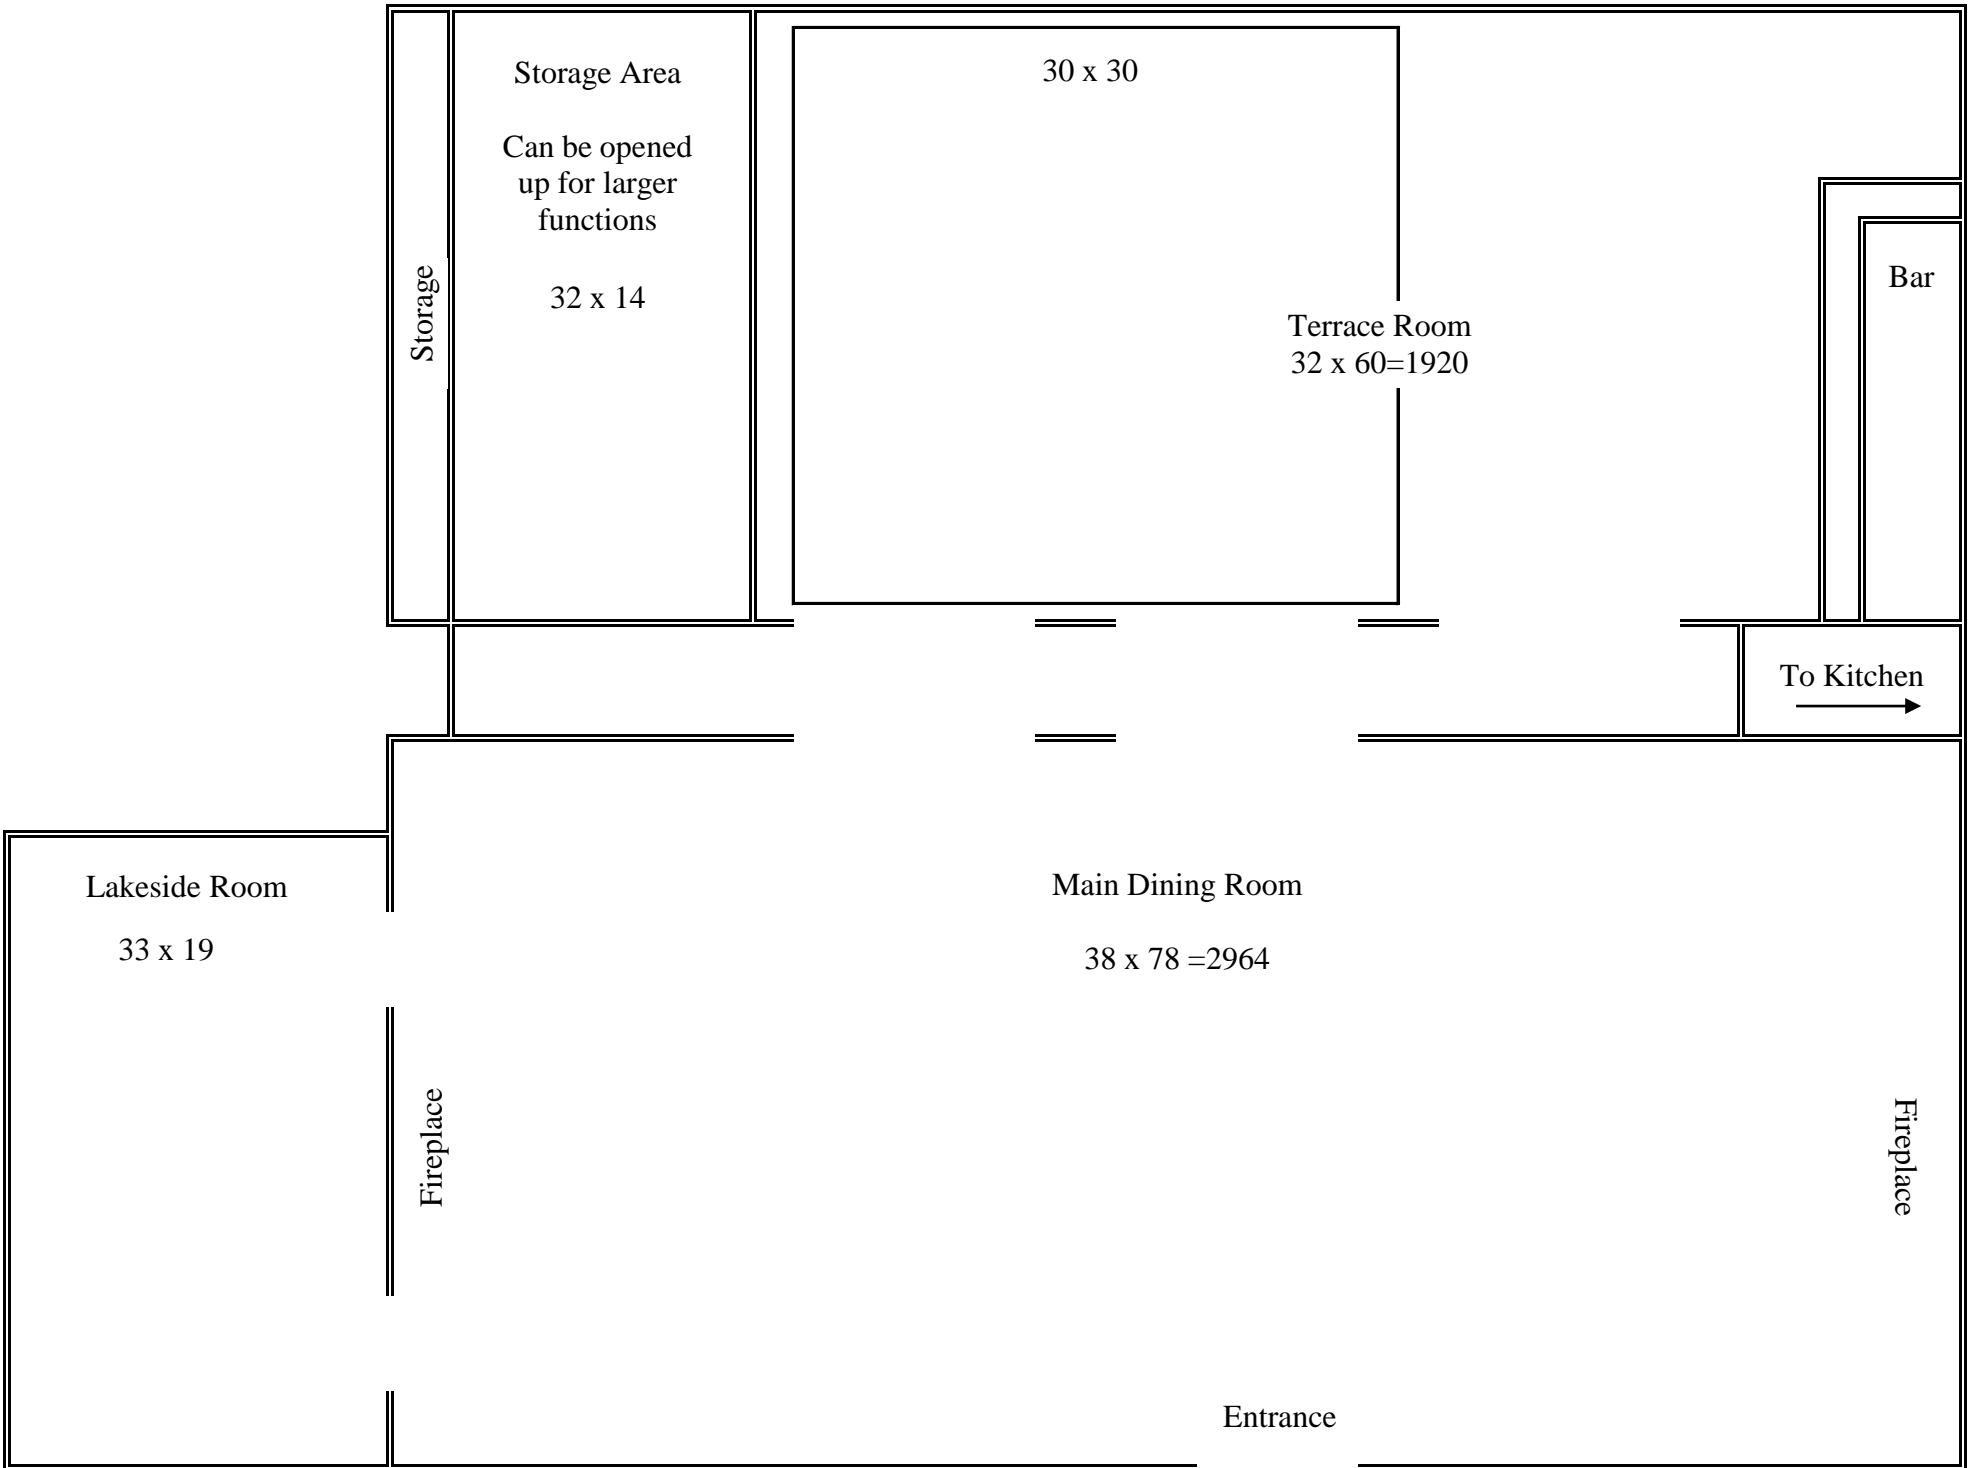 Storage Area
Can be opened
up for larger
functions
32 x 14
Storage
30 x 30
Terrace Room
32 x 60=1920
Bar
To Kitchen
Lakeside Room
33 x 19
Main Dining Room
38 x 78 =2964
Fireplace
Fireplace
Entrance